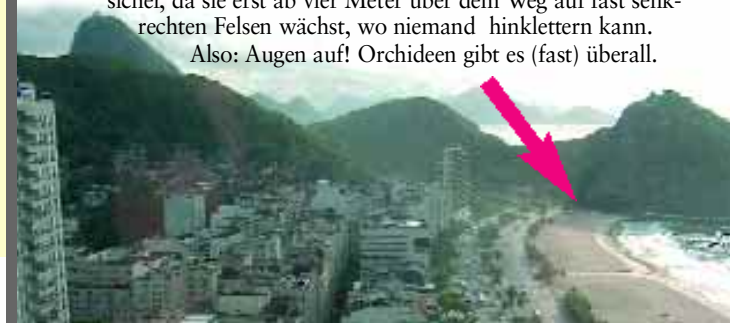 sicher, da sie erst ab vier Meter über dem Weg auf fast senk-
rechten Felsen wächst, wo niemand hinklettern kann.
Also: Augen auf! Orchideen gibt es (fast) überall.